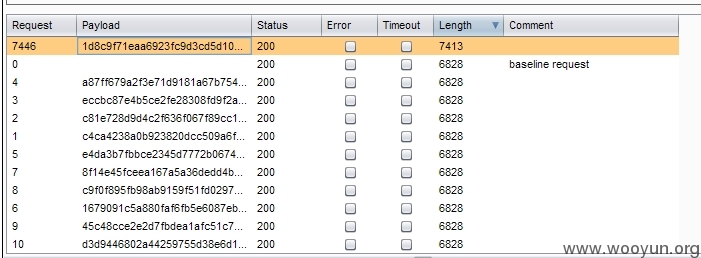 Request Payload Status Error Timeout Length Comment
7446 1d8c9f71eaa6923fc9d3cd5d10... 200 7413
0 200 6828 baseline request
4 a87ff679a2f3e71d9181a67b754... 200 6828
3 eccbc87e4b5ce2fe28308fd9f2a... 200 6828
2 c81e728d9d4c2f636f067f89cc1... 200 6828
1 c4ca4238a0b923820dcc509a6f... 200 6828
5 e4da3b7fbbce2345d7772b0674... 200 6828
7 8f14e45fceea167a5a36dedd4b... 200 6828
8 c9f0f895fb98ab9159f51fd0297... 200 6828
6 1679091c5a880faf6fb5e6087eb... 200 6828
9 45c48cce2e2d7fbdea1afc51c7... 200 6828
10 d3d9446802a44259755d38e6d1... 200 6828
www.wooyun.org